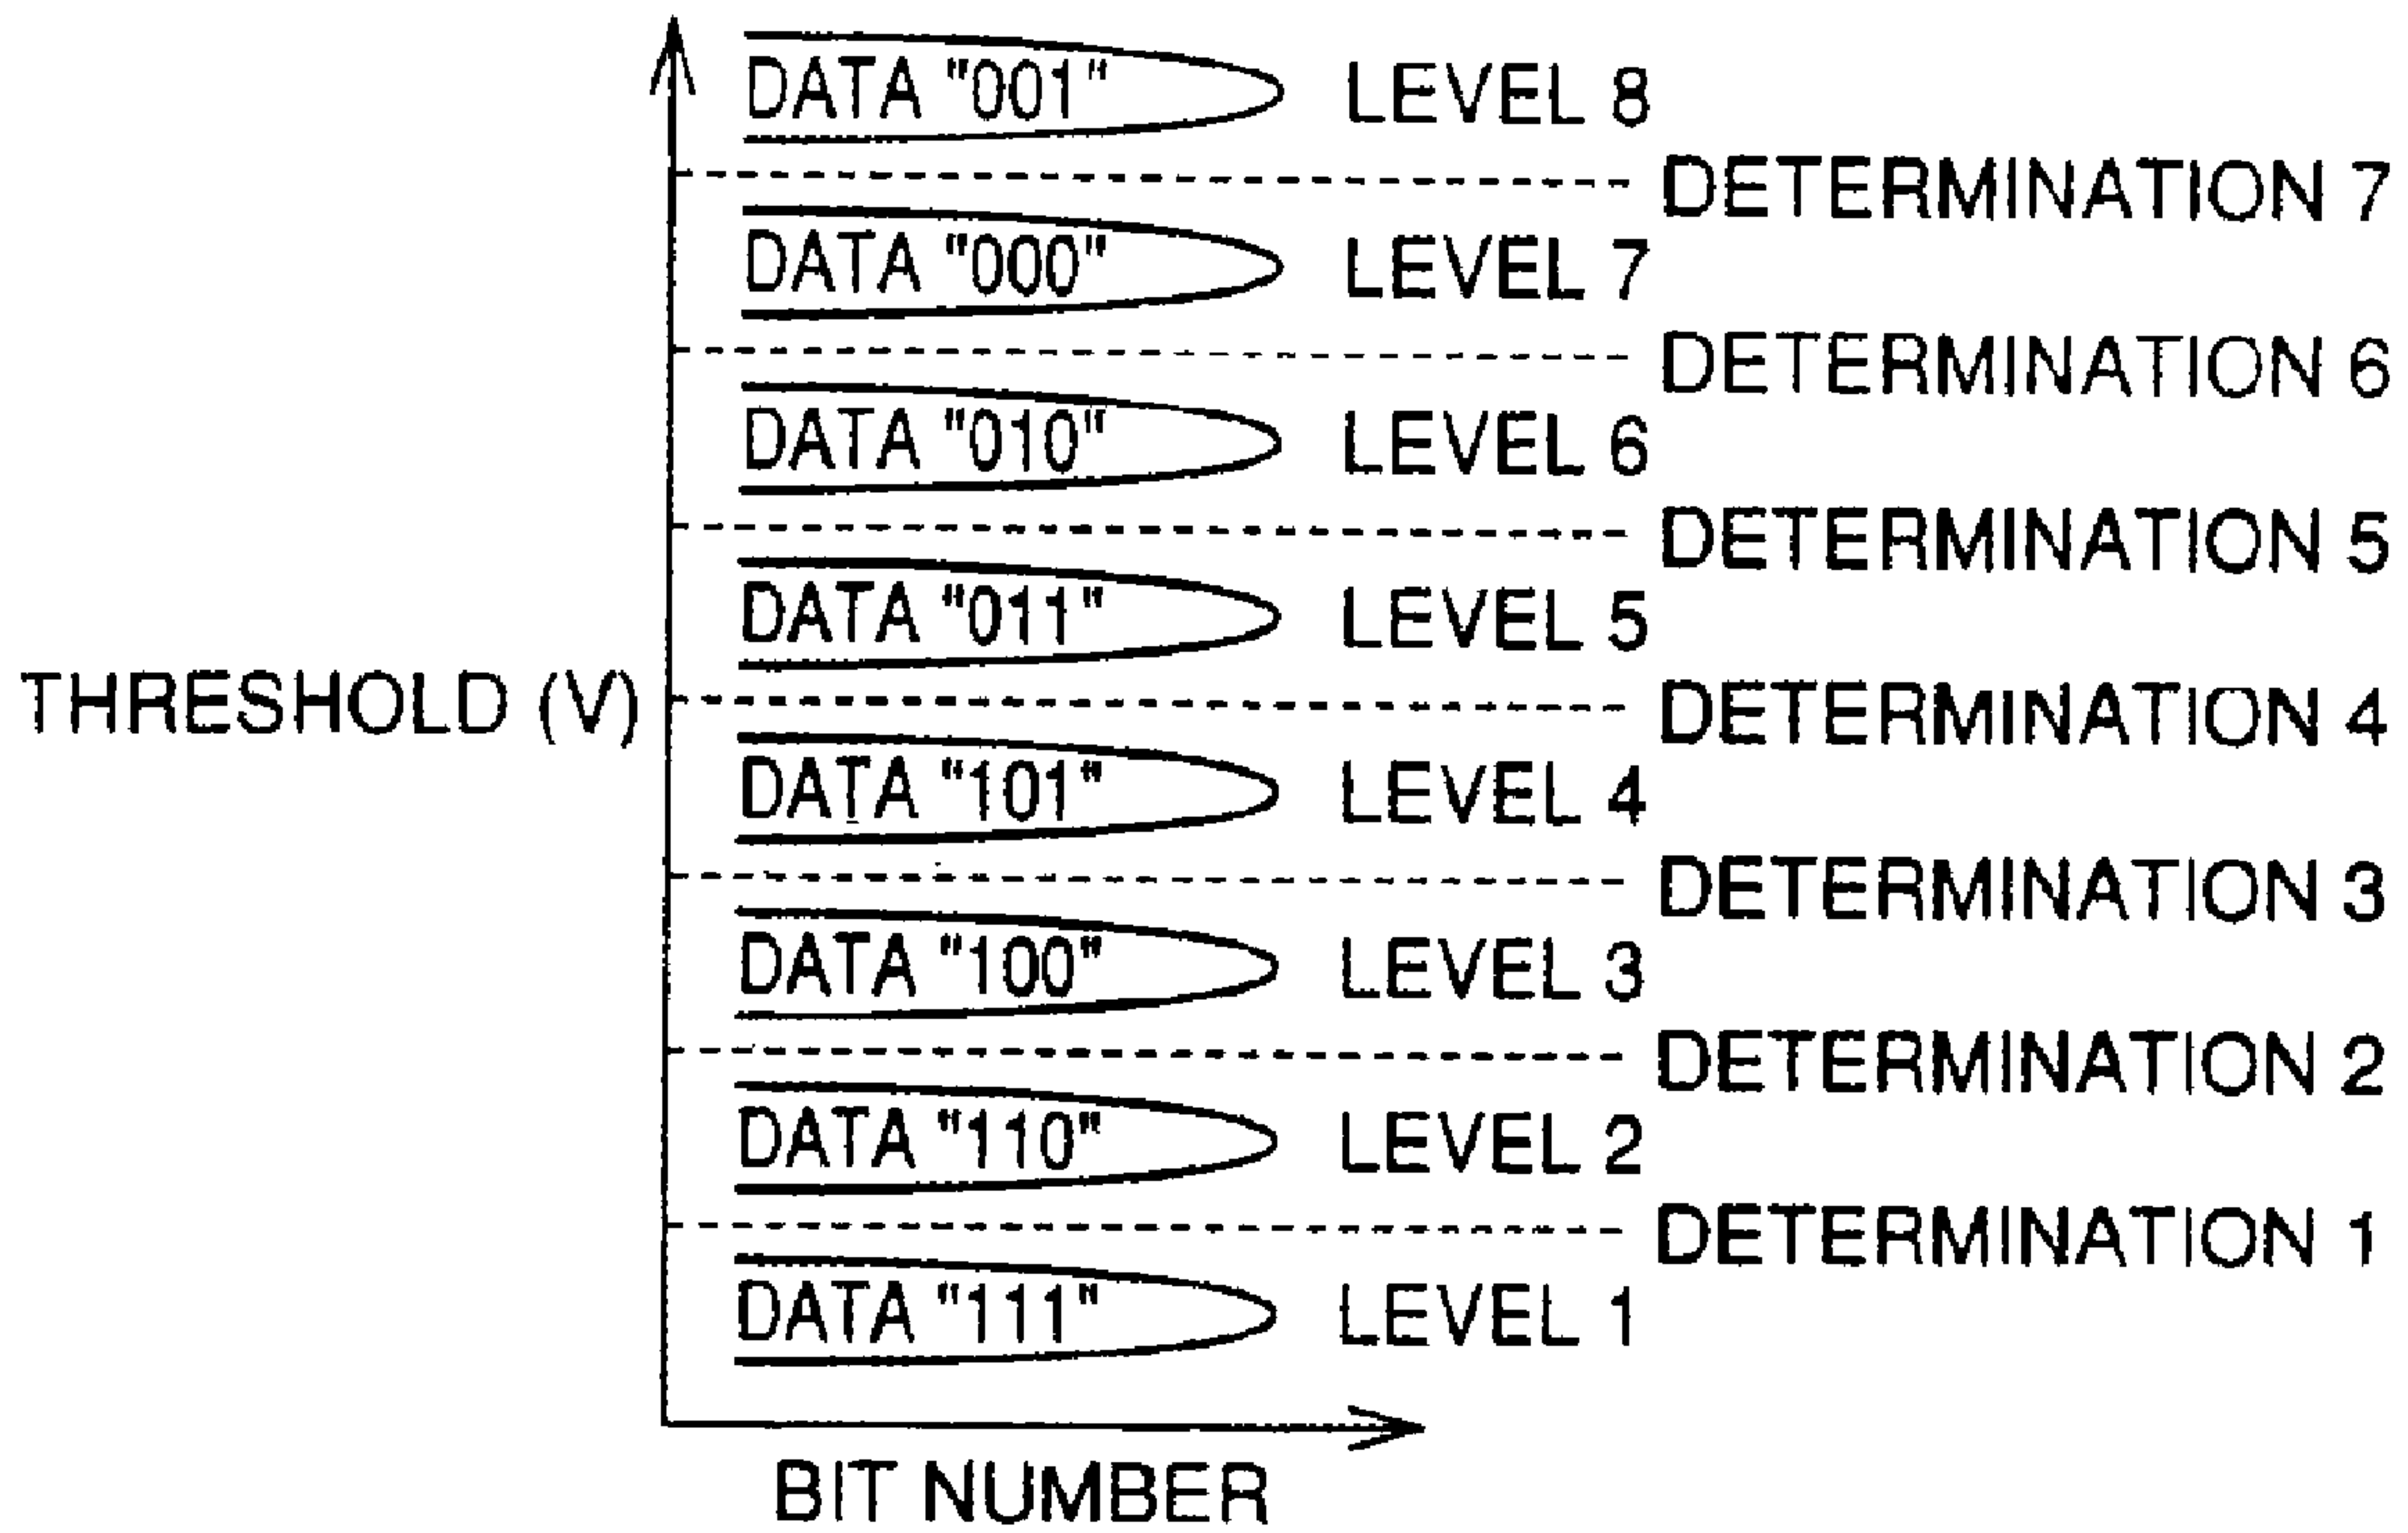 DATA "001" LEVEL 8
DETERMINATION 7
DATA "000" LEVEL 7
DETERMINATION 6
DATA "010" LEVEL 6
DETERMINATION 5
DATA "011" LEVEL 5
THRESHOLD (V) DETERMINATION 4
DATA "101" LEVEL 4
DETERMINATION 3
DATA "100" LEVEL 3
DETERMINATION 2
DATA "110" LEVEL 2
DETERMINATION 1
DATA "111" LEVEL 1
BIT NUMBER